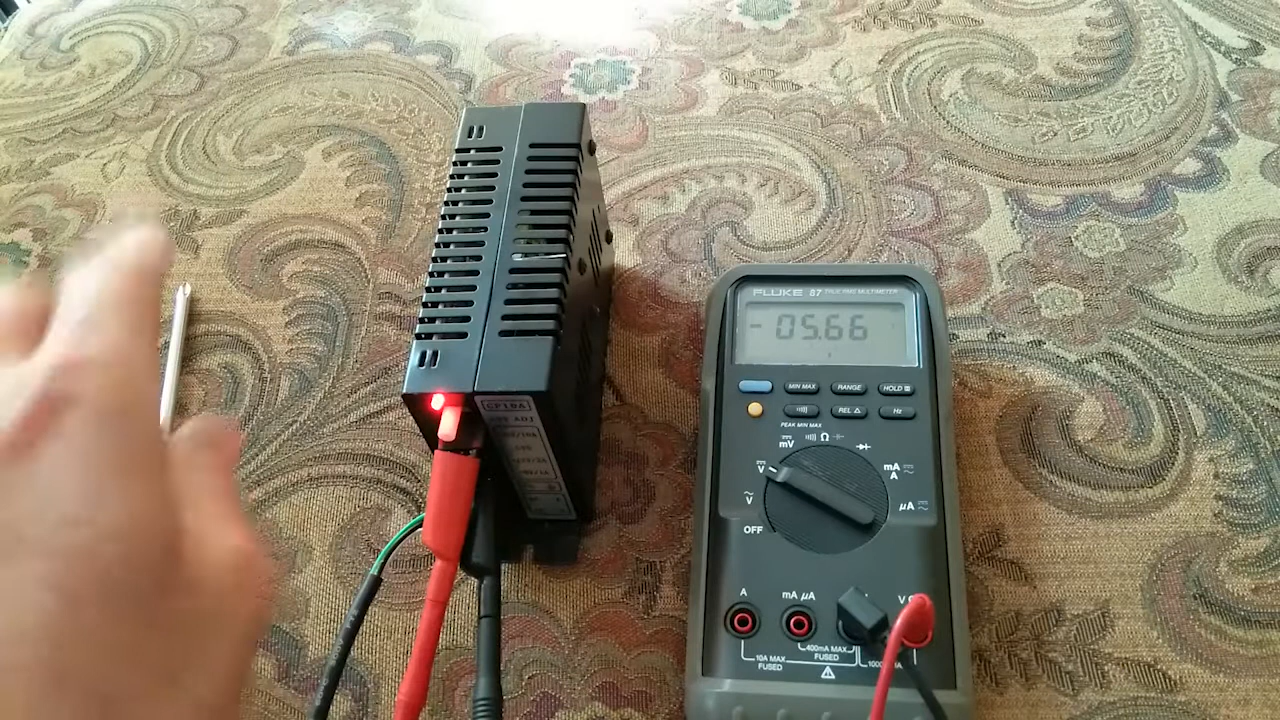 FLUKE 87 TRUE RMS MULTIMETER
- 05.66
MIN MAX
RANGE
HOLD
REL △
Hz
PEAK MIN MAX
mV
Ω
V
mA
A
V
µA
OFF
A
mA µA
V
400mA MAX
FUSED
10A MAX
FUSED
CP10A
ADJ